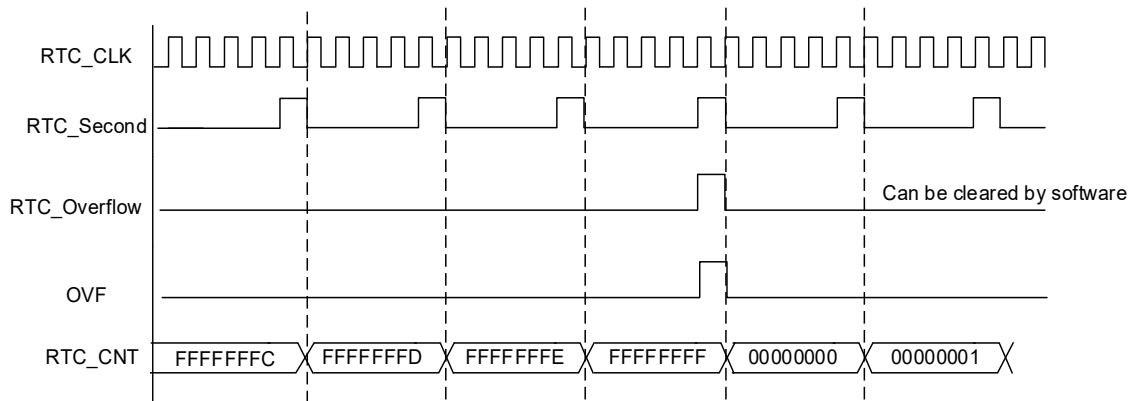 RTC_CLK
RTC_Second
RTC_Overflow
Can be cleared by software
OVF
RTC_CNT FFFFFFFC FFFFFFFD FFFFFFFE FFFFFFFF 00000000 00000001